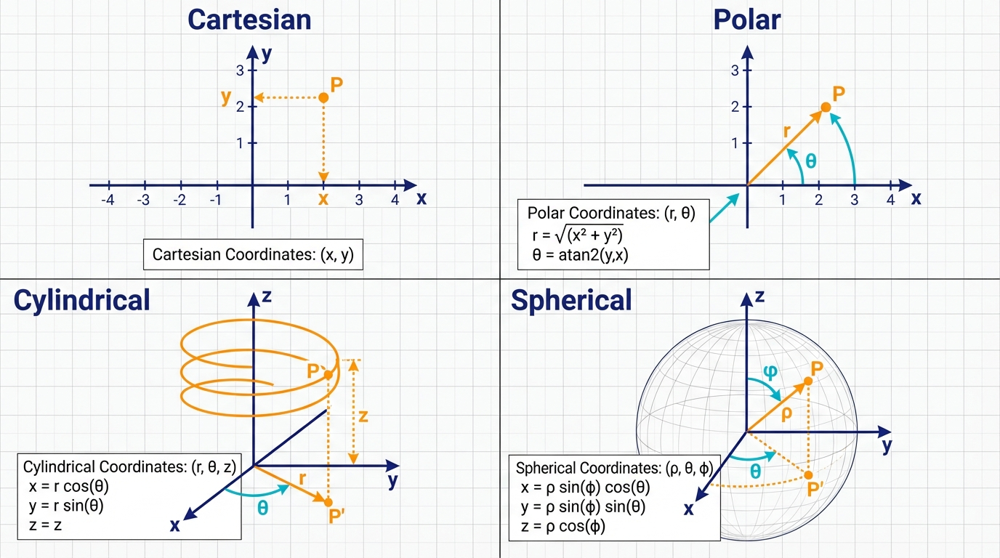 Cartesian
y
3
P
y
2
1
-4 -3 -2 -1 1 x 3 4 x
Cartesian Coordinates: (x, y)
Polar
3
P
2
r
1
θ
1 2 3 4 x
Polar Coordinates: (r, θ)
r = √(x² + y²)
θ = atan2(y,x)
Cylindrical
z
P
z
y
r
θ
P'
x
Cylindrical Coordinates: (r, θ, z)
x = r cos(θ)
y = r sin(θ)
z = z
Spherical
z
P
φ
ρ
y
θ
P'
x
Spherical Coordinates: (ρ, θ, ϕ)
x = ρ sin(ϕ) cos(θ)
y = ρ sin(ϕ) sin(θ)
z = ρ cos(ϕ)